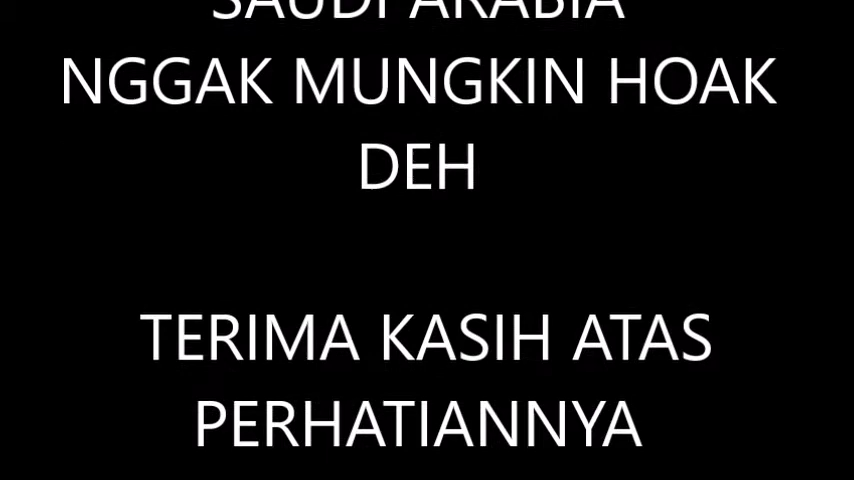 SAUDI ARABIA
NGGAK MUNGKIN HOAK
DEH
TERIMA KASIH ATAS
PERHATIANNYA